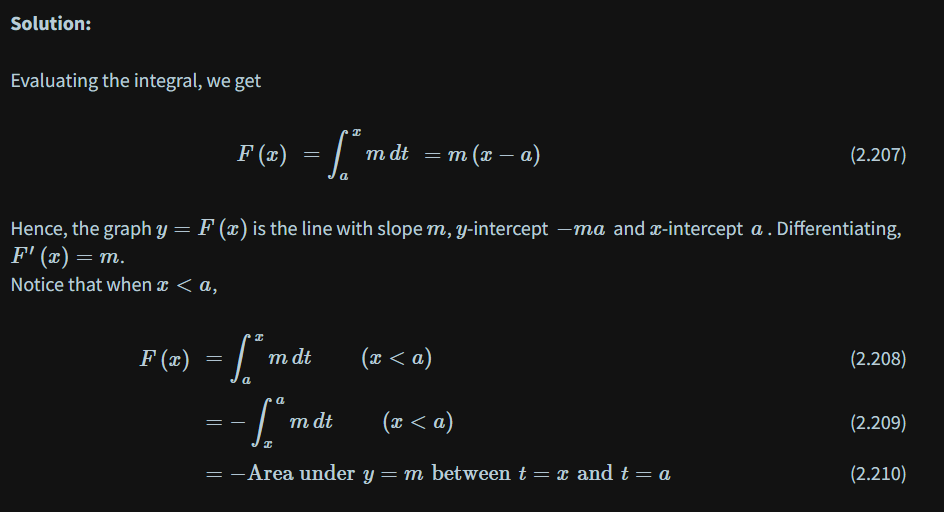 Solution:
Evaluating the integral, we get
F (x) = ∫_a^x m dt = m (x − a) (2.207)
Hence, the graph y = F (x) is the line with slope m, y-intercept −ma and x-intercept a . Differentiating,
F′ (x) = m.
Notice that when x < a,
F (x) = ∫_a^x m dt (x < a) (2.208)
= − ∫_x^a m dt (x < a) (2.209)
= −Area under y = m between t = x and t = a (2.210)